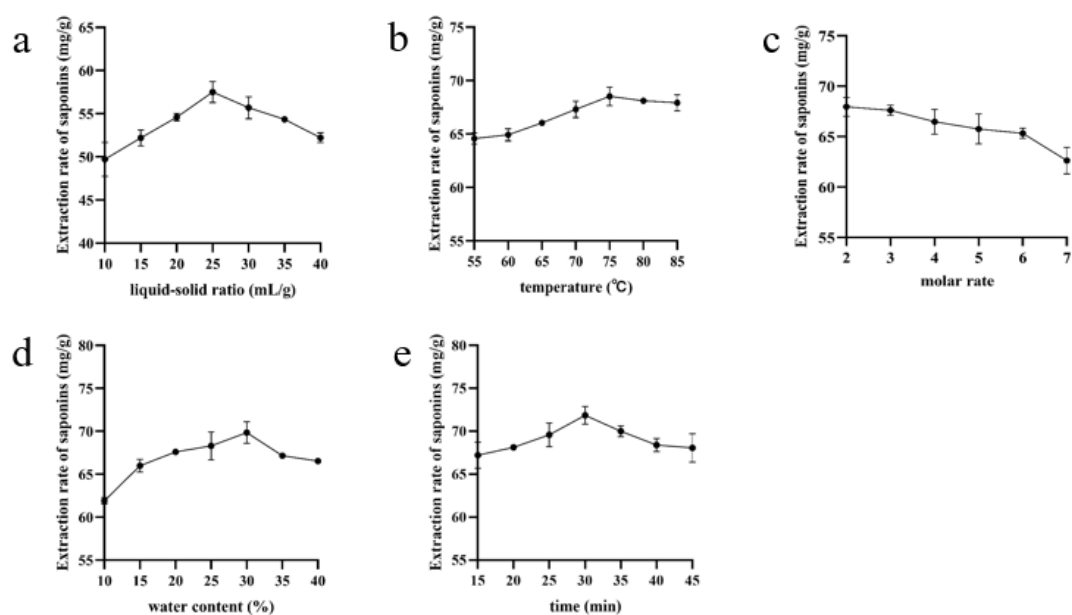 a
Extraction rate of saponins (mg/g)
65
60
55
50
45
40
10 15 20 25 30 35 40
liquid-solid ratio (mL/g)
b
Extraction rate of saponins (mg/g)
75
70
65
60
55
55 60 65 70 75 80 85
temperature (℃)
c
Extraction rate of saponins (mg/g)
75
70
65
60
55
2 3 4 5 6 7
molar rate
d
Extraction rate of saponins (mg/g)
80
75
70
65
60
55
10 15 20 25 30 35 40
water content (%)
e
Extraction rate of saponins (mg/g)
80
75
70
65
60
55
15 20 25 30 35 40 45
time (min)